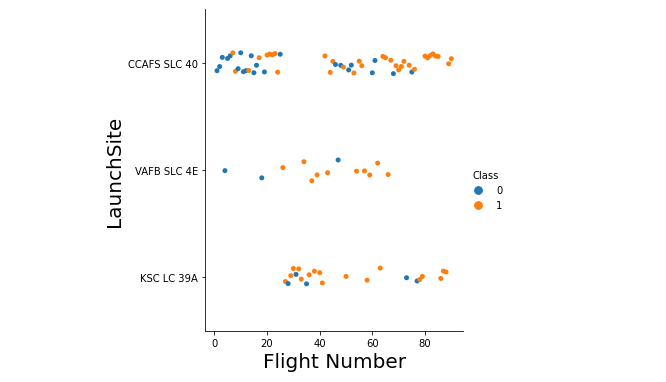 LaunchSite
CCAFS SLC 40
VAFB SLC 4E
KSC LC 39A
0 20 40 60 80
Flight Number
Class
0
1